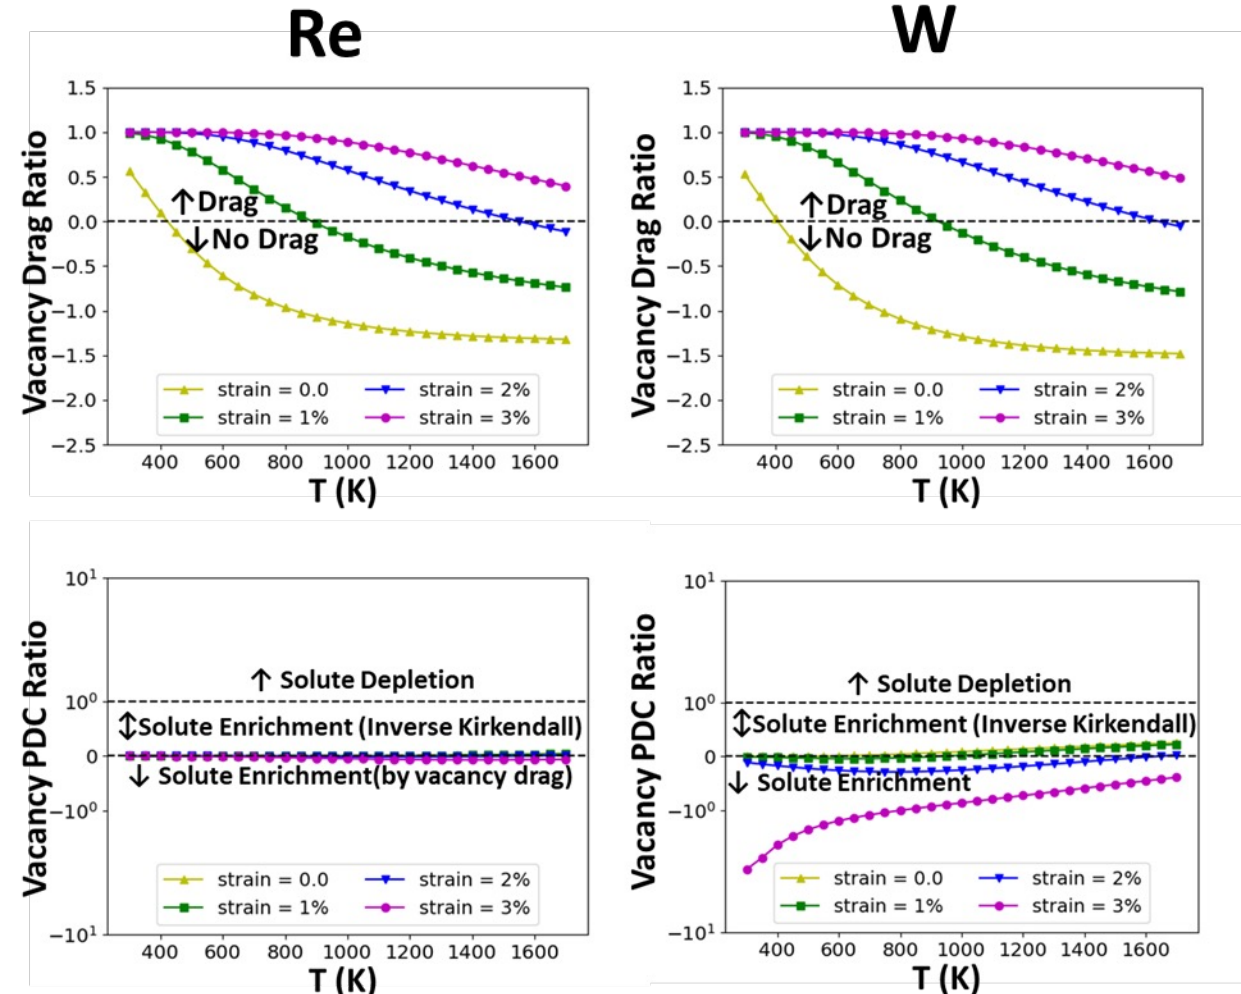 Re
W
Vacancy Drag Ratio
1.5
1.0
0.5
0.0
−0.5
−1.0
−1.5
−2.0
−2.5
↑Drag
↓No Drag
strain = 0.0
strain = 1%
strain = 2%
strain = 3%
400 600 800 1000 1200 1400 1600
T (K)
Vacancy Drag Ratio
1.5
1.0
0.5
0.0
−0.5
−1.0
−1.5
−2.0
−2.5
↑Drag
↓No Drag
strain = 0.0
strain = 1%
strain = 2%
strain = 3%
400 600 800 1000 1200 1400 1600
T (K)
Vacancy PDC Ratio
10¹
10⁰
0
−10⁰
−10¹
↑ Solute Depletion
↕Solute Enrichment (Inverse Kirkendall)
↓ Solute Enrichment(by vacancy drag)
strain = 0.0
strain = 1%
strain = 2%
strain = 3%
400 600 800 1000 1200 1400 1600
T (K)
Vacancy PDC Ratio
10¹
10⁰
0
−10⁰
−10¹
↑ Solute Depletion
↕Solute Enrichment (Inverse Kirkendall)
↓ Solute Enrichment
strain = 0.0
strain = 1%
strain = 2%
strain = 3%
400 600 800 1000 1200 1400 1600
T (K)